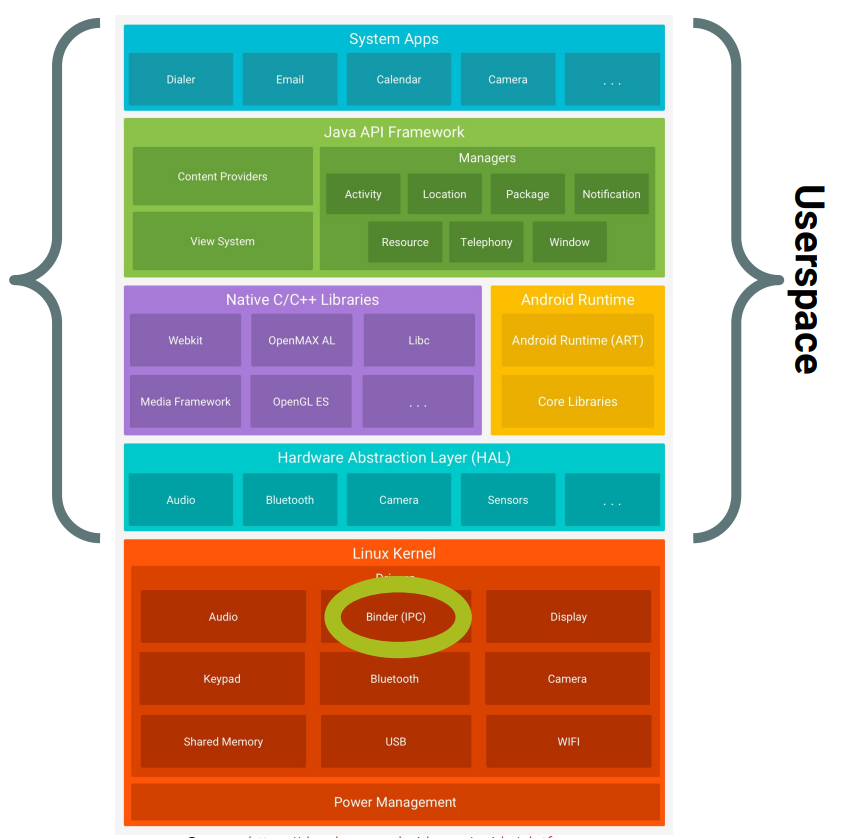 System Apps
Dialer
Email
Calendar
Camera
. . .
Java API Framework
Content Providers
View System
Managers
Activity
Location
Package
Notification
Resource
Telephony
Window
Native C/C++ Libraries
Webkit
OpenMAX AL
Libc
Media Framework
OpenGL ES
. . .
Android Runtime
Android Runtime (ART)
Core Libraries
Hardware Abstraction Layer (HAL)
Audio
Bluetooth
Camera
Sensors
. . .
Userspace
Linux Kernel
Audio
Binder (IPC)
Display
Keypad
Bluetooth
Camera
Shared Memory
USB
WIFI
Power Management